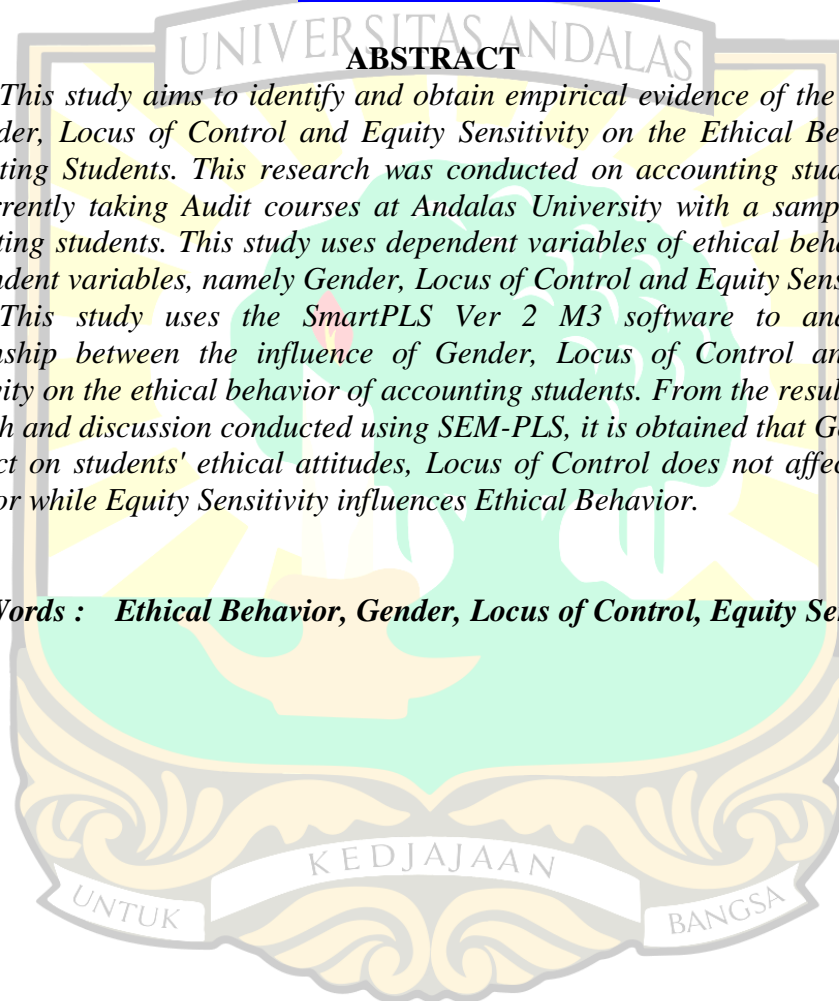 UNIVERSITAS ANDALAS
ABSTRACT
This study aims to identify and obtain empirical evidence of the
der, Locus of Control and Equity Sensitivity on the Ethical Be
ting Students. This research was conducted on accounting stud
rrently taking Audit courses at Andalas University with a samp
ting students. This study uses dependent variables of ethical beha
ndent variables, namely Gender, Locus of Control and Equity Sens
This study uses the SmartPLS Ver 2 M3 software to and
nship between the influence of Gender, Locus of Control an
vity on the ethical behavior of accounting students. From the resul
h and discussion conducted using SEM-PLS, it is obtained that G
ct on students' ethical attitudes, Locus of Control does not affec
or while Equity Sensitivity influences Ethical Behavior.
Words : Ethical Behavior, Gender, Locus of Control, Equity Se
KEDJAJAAN
UNTUK BANGSA